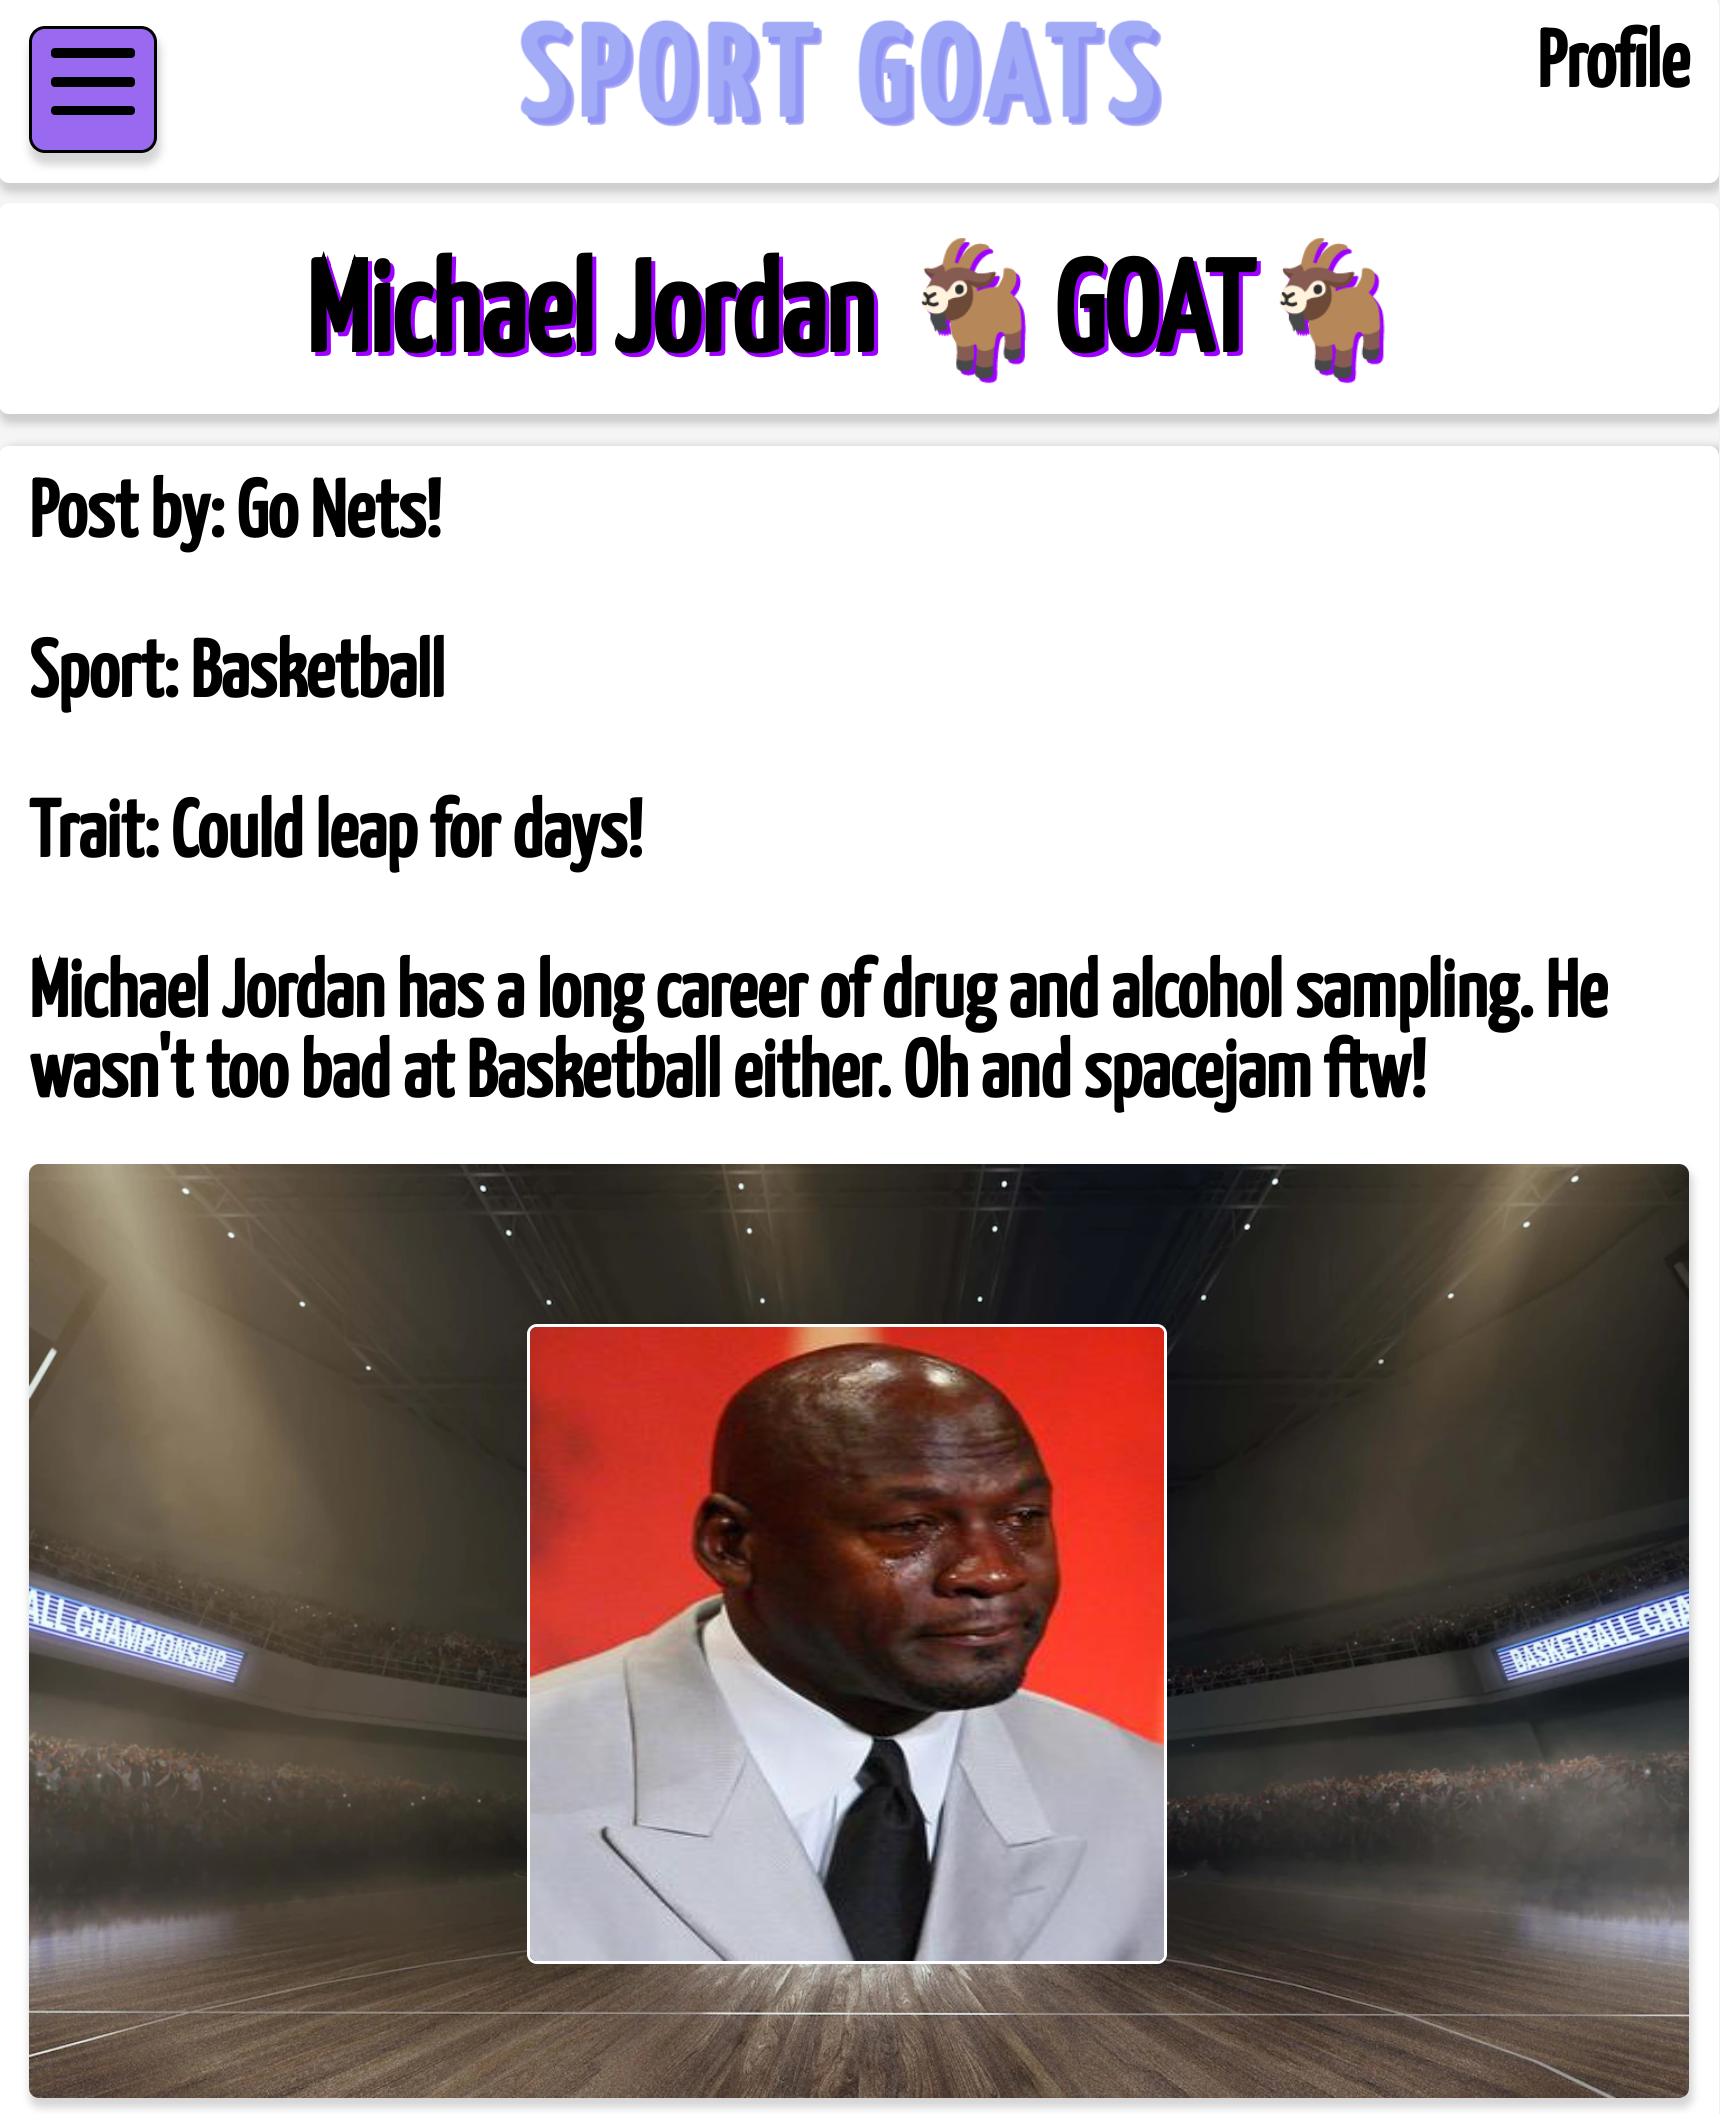 SPORT GOATS
Profile
Michael Jordan 🐐 GOAT🐐
Post by: Go Nets!
Sport: Basketball
Trait: Could leap for days!
Michael Jordan has a long career of drug and alcohol sampling. He
wasn't too bad at Basketball either. Oh and spacejam ftw!
ALL CHAMPIONSHIP
BASKETBALL CHA